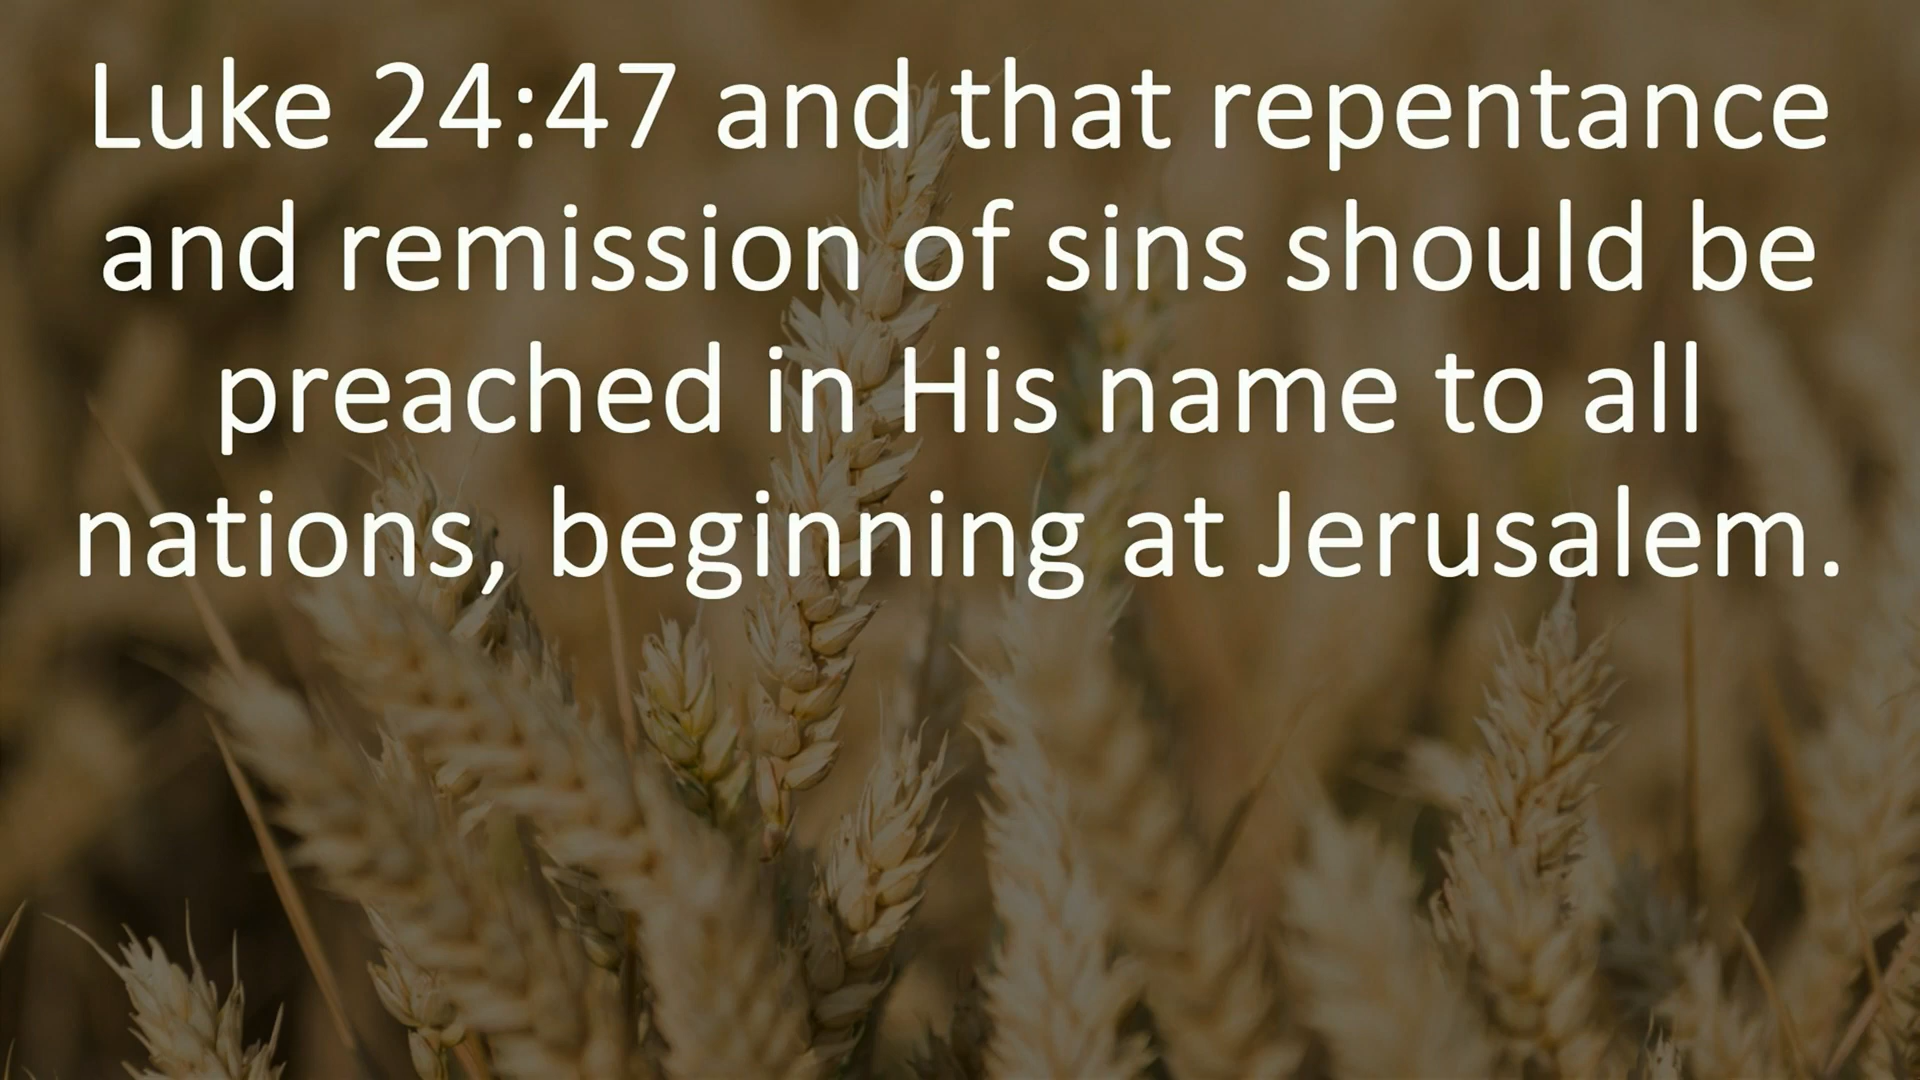 Luke 24:47 and that repentance
and remission of sins should be
preached in His name to all
nations, beginning at Jerusalem.